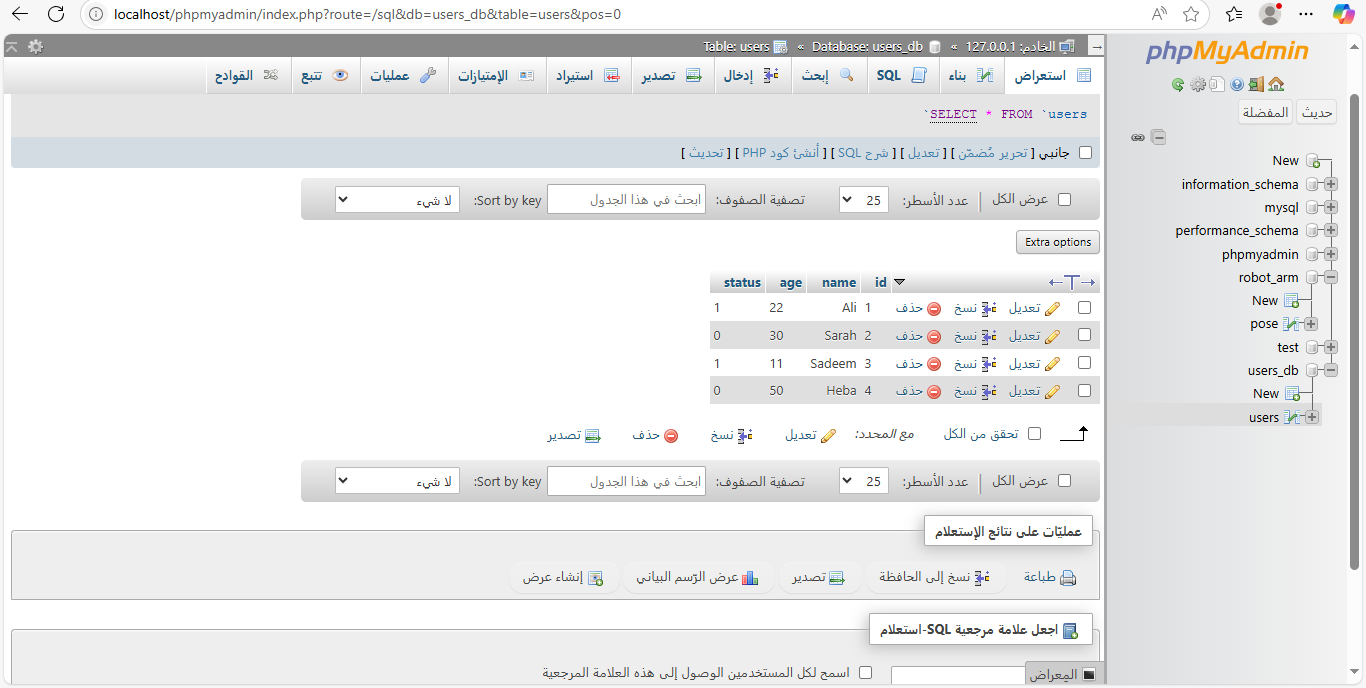 localhost/phpmyadmin/index.php?route=/sql&db=users_db&table=users&pos=0
phpMyAdmin
حديث
المفضلة
New
information_schema
mysql
performance_schema
phpmyadmin
robot_arm
New
pose
test
users_db
New
users
الخادم: 127.0.0.1 » Database: users_db » Table: users
استعراض بناء SQL إبحث إدخال تصدير استيراد الإمتيازات عمليات تتبع القوادح
SELECT * FROM `users`
جانبي [ تحرير مُضمّن ] [ تعديل ] [ شرح SQL ] [ أنشئ كود PHP ] [ تحديث ]
عرض الكل عدد الأسطر: 25 تصفية الصفوف: ابحث في هذا الجدول Sort by key: لا شيء
Extra options
id name age status
تعديل نسخ حذف 1 Ali 22 1
تعديل نسخ حذف 2 Sarah 30 0
تعديل نسخ حذف 3 Sadeem 11 1
تعديل نسخ حذف 4 Heba 50 0
تحقق من الكل مع المحدد: تعديل نسخ حذف تصدير
عرض الكل عدد الأسطر: 25 تصفية الصفوف: ابحث في هذا الجدول Sort by key: لا شيء
عمليّات على نتائج الإستعلام
طباعة نسخ إلى الحافظة تصدير عرض الرّسم البياني إنشاء عرض
اجعل علامة مرجعية SQL-استعلام
المِعراض اسمح لكل المستخدمين الوصول إلى هذه العلامة المرجعية